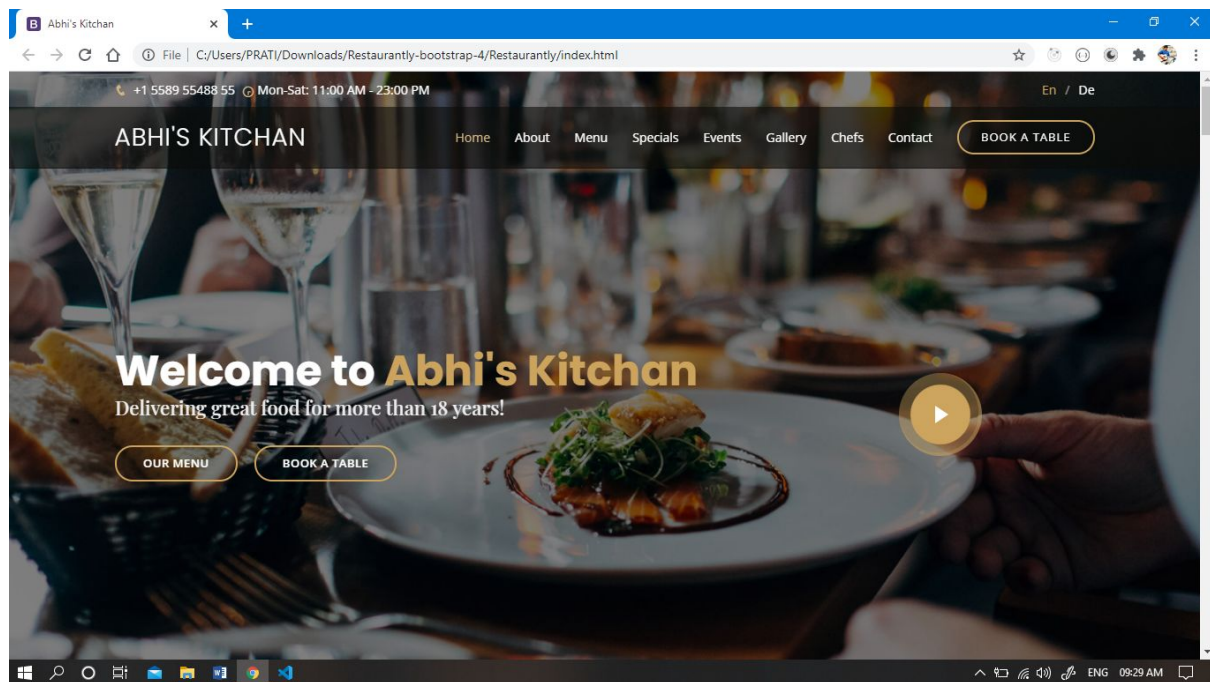 Abhi's Kitchan
File | C:/Users/PRATI/Downloads/Restaurantly-bootstrap-4/Restaurantly/index.html
+1 5589 55488 55 Mon-Sat: 11:00 AM - 23:00 PM En / De
ABHI'S KITCHAN Home About Menu Specials Events Gallery Chefs Contact BOOK A TABLE
Welcome to Abhi's Kitchan
Delivering great food for more than 18 years!
OUR MENU BOOK A TABLE
ENG 09:29 AM